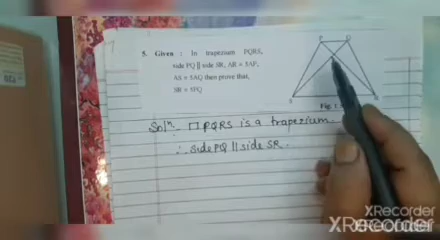 5. Given : In trapezium PQRS,
side PQ || side SR, AR = 5AP,
AS = 5AQ then prove that,
SR = 5PQ
Fig.
Solⁿ:- □ PQRS is a trapezium.
∴ side PQ || side SR.
XRecorder
XRecorder